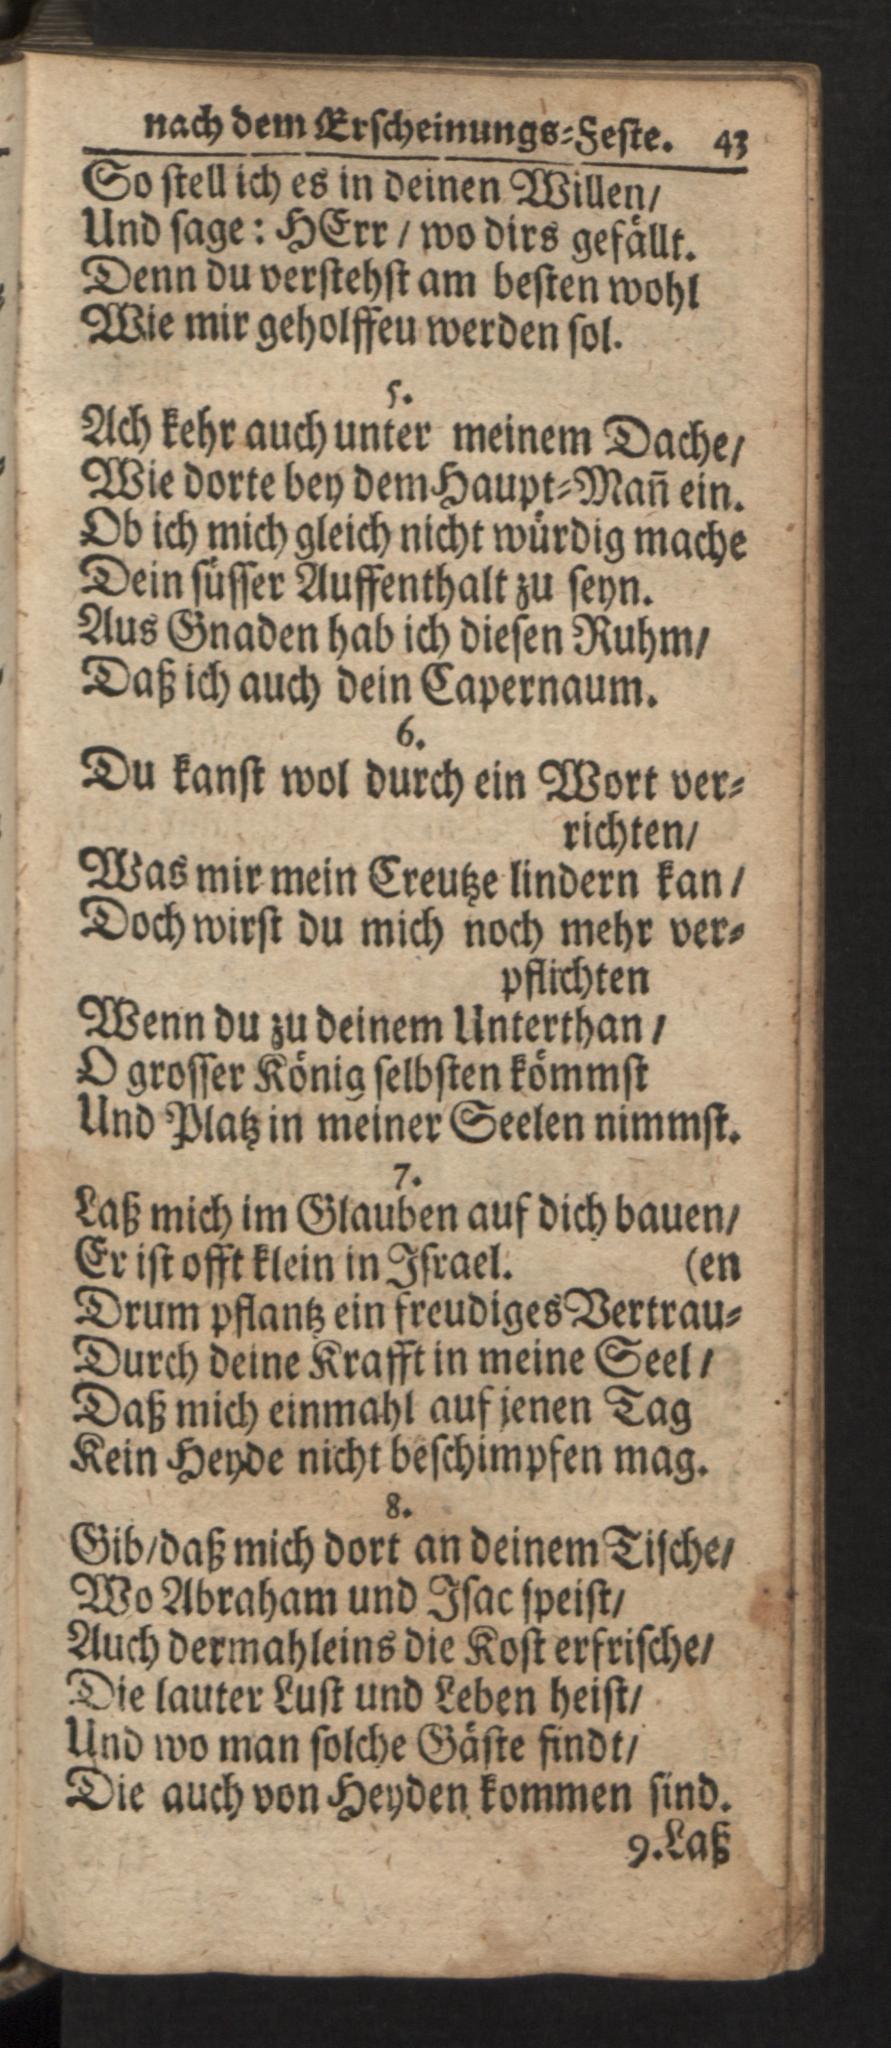 nach dem Erscheinungs-Feste. 43
So stell ich es in deinen Willen/
Und sage: HErr / wo dirs gefällt.
Denn du verstehst am besten wohl
Wie mir geholffeu werden sol.
5.
Ach kehr auch unter meinem Dache/
Wie dorte bey dem Haupt-Mañ ein.
Ob ich mich gleich nicht würdig mache
Dein süsser Auffenthalt zu seyn.
Aus Gnaden hab ich diesen Ruhm/
Daß ich auch dein Capernaum.
6.
Du kanst wol durch ein Wort ver-
richten/
Was mir mein Creutze lindern kan /
Doch wirst du mich noch mehr ver-
pflichten
Wenn du zu deinem Unterthan /
O grosser König selbsten kömmst
Und Platz in meiner Seelen nimmst.
7.
Laß mich im Glauben auf dich bauen/
Er ist offt klein in Israel. (en
Drum pflantz ein freudiges Vertrau-
Durch deine Krafft in meine Seel /
Daß mich einmahl auf jenen Tag
Kein Heyde nicht beschimpfen mag.
8.
Gib/daß mich dort an deinem Tische/
Wo Abraham und Isac speist/
Auch dermahleins die Kost erfrische/
Die lauter Lust und Leben heist/
Und wo man solche Gäste findt/
Die auch von Heyden kommen sind.
9. Laß